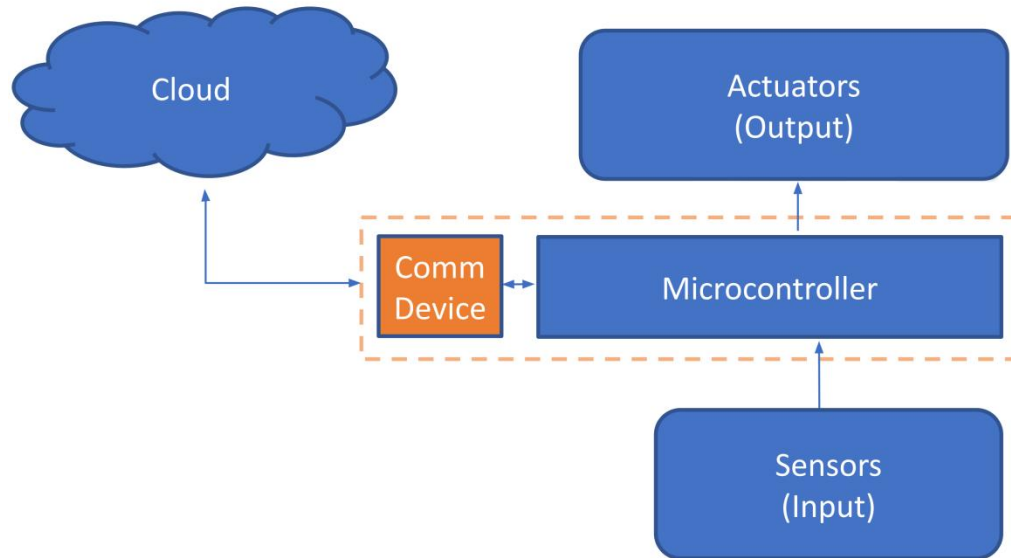 Cloud
Actuators
(Output)
Comm
Device
Microcontroller
Sensors
(Input)